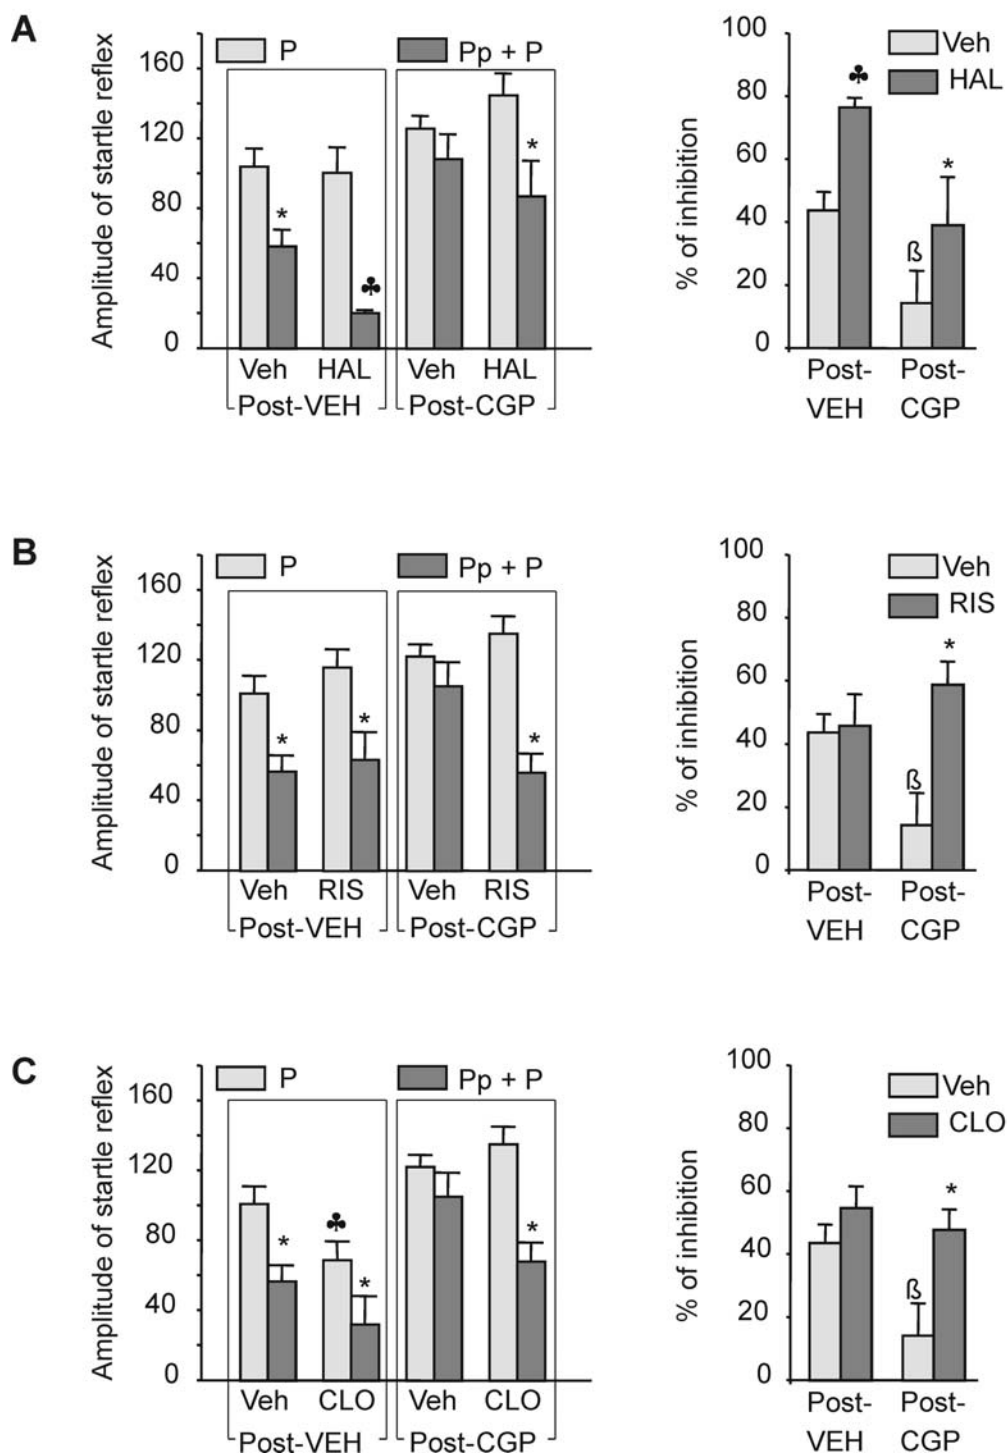 A
Amplitude of startle reflex
P
Pp + P
160
120
80
40
0
*
♣
*
Veh HAL Veh HAL
Post-VEH Post-CGP
% of inhibition
100
80
60
40
20
0
Veh
HAL
♣
ß
*
Post- Post-
VEH CGP
B
Amplitude of startle reflex
P
Pp + P
160
120
80
40
0
*
*
*
Veh RIS Veh RIS
Post-VEH Post-CGP
% of inhibition
100
80
60
40
20
0
Veh
RIS
ß
*
Post- Post-
VEH CGP
C
Amplitude of startle reflex
P
Pp + P
160
120
80
40
0
*
♣
*
*
Veh CLO Veh CLO
Post-VEH Post-CGP
% of inhibition
100
80
60
40
20
0
Veh
CLO
ß
*
Post- Post-
VEH CGP